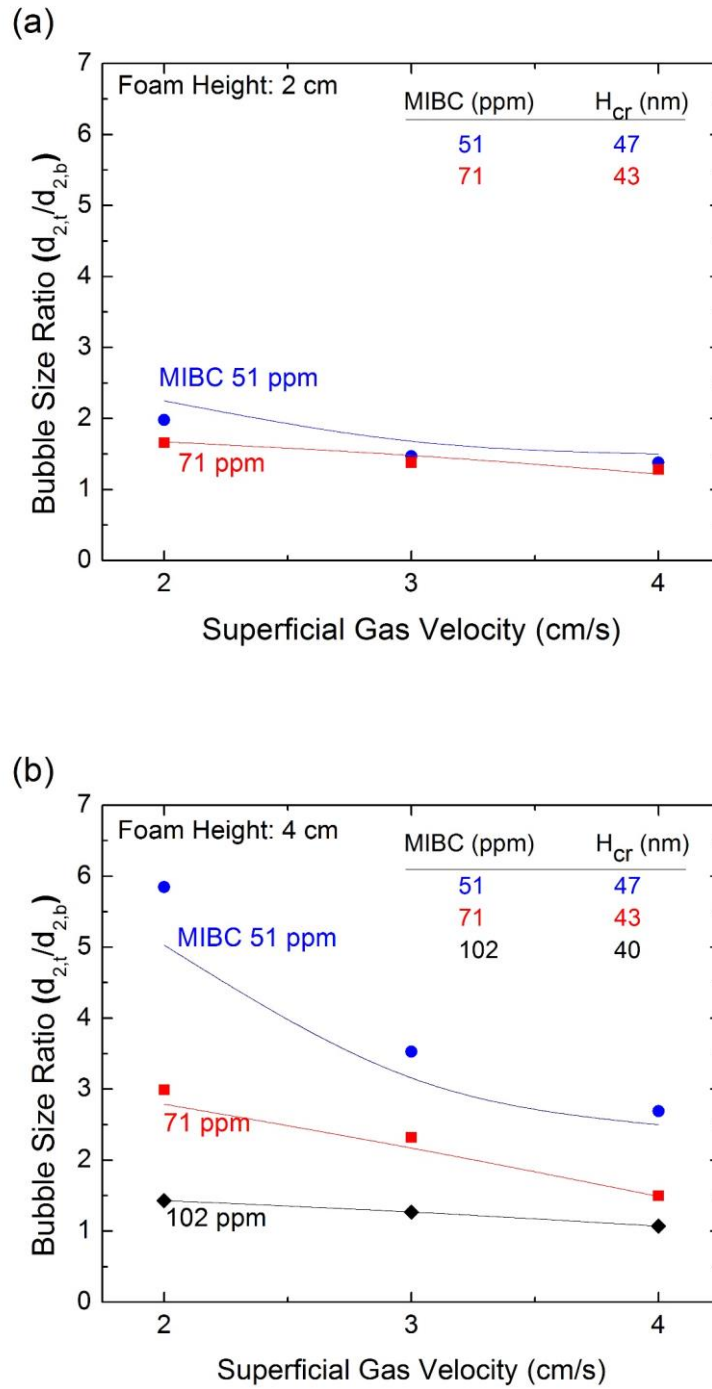 (a)
7
6
5
4
3
2
1
0
Bubble Size Ratio (d2,t/d2,b)
Foam Height: 2 cm
MIBC (ppm) Hcr (nm)
51 47
71 43
MIBC 51 ppm
71 ppm
2 3 4
Superficial Gas Velocity (cm/s)
(b)
7
6
5
4
3
2
1
0
Bubble Size Ratio (d2,t/d2,b)
Foam Height: 4 cm
MIBC (ppm) Hcr (nm)
51 47
71 43
102 40
MIBC 51 ppm
71 ppm
102 ppm
2 3 4
Superficial Gas Velocity (cm/s)